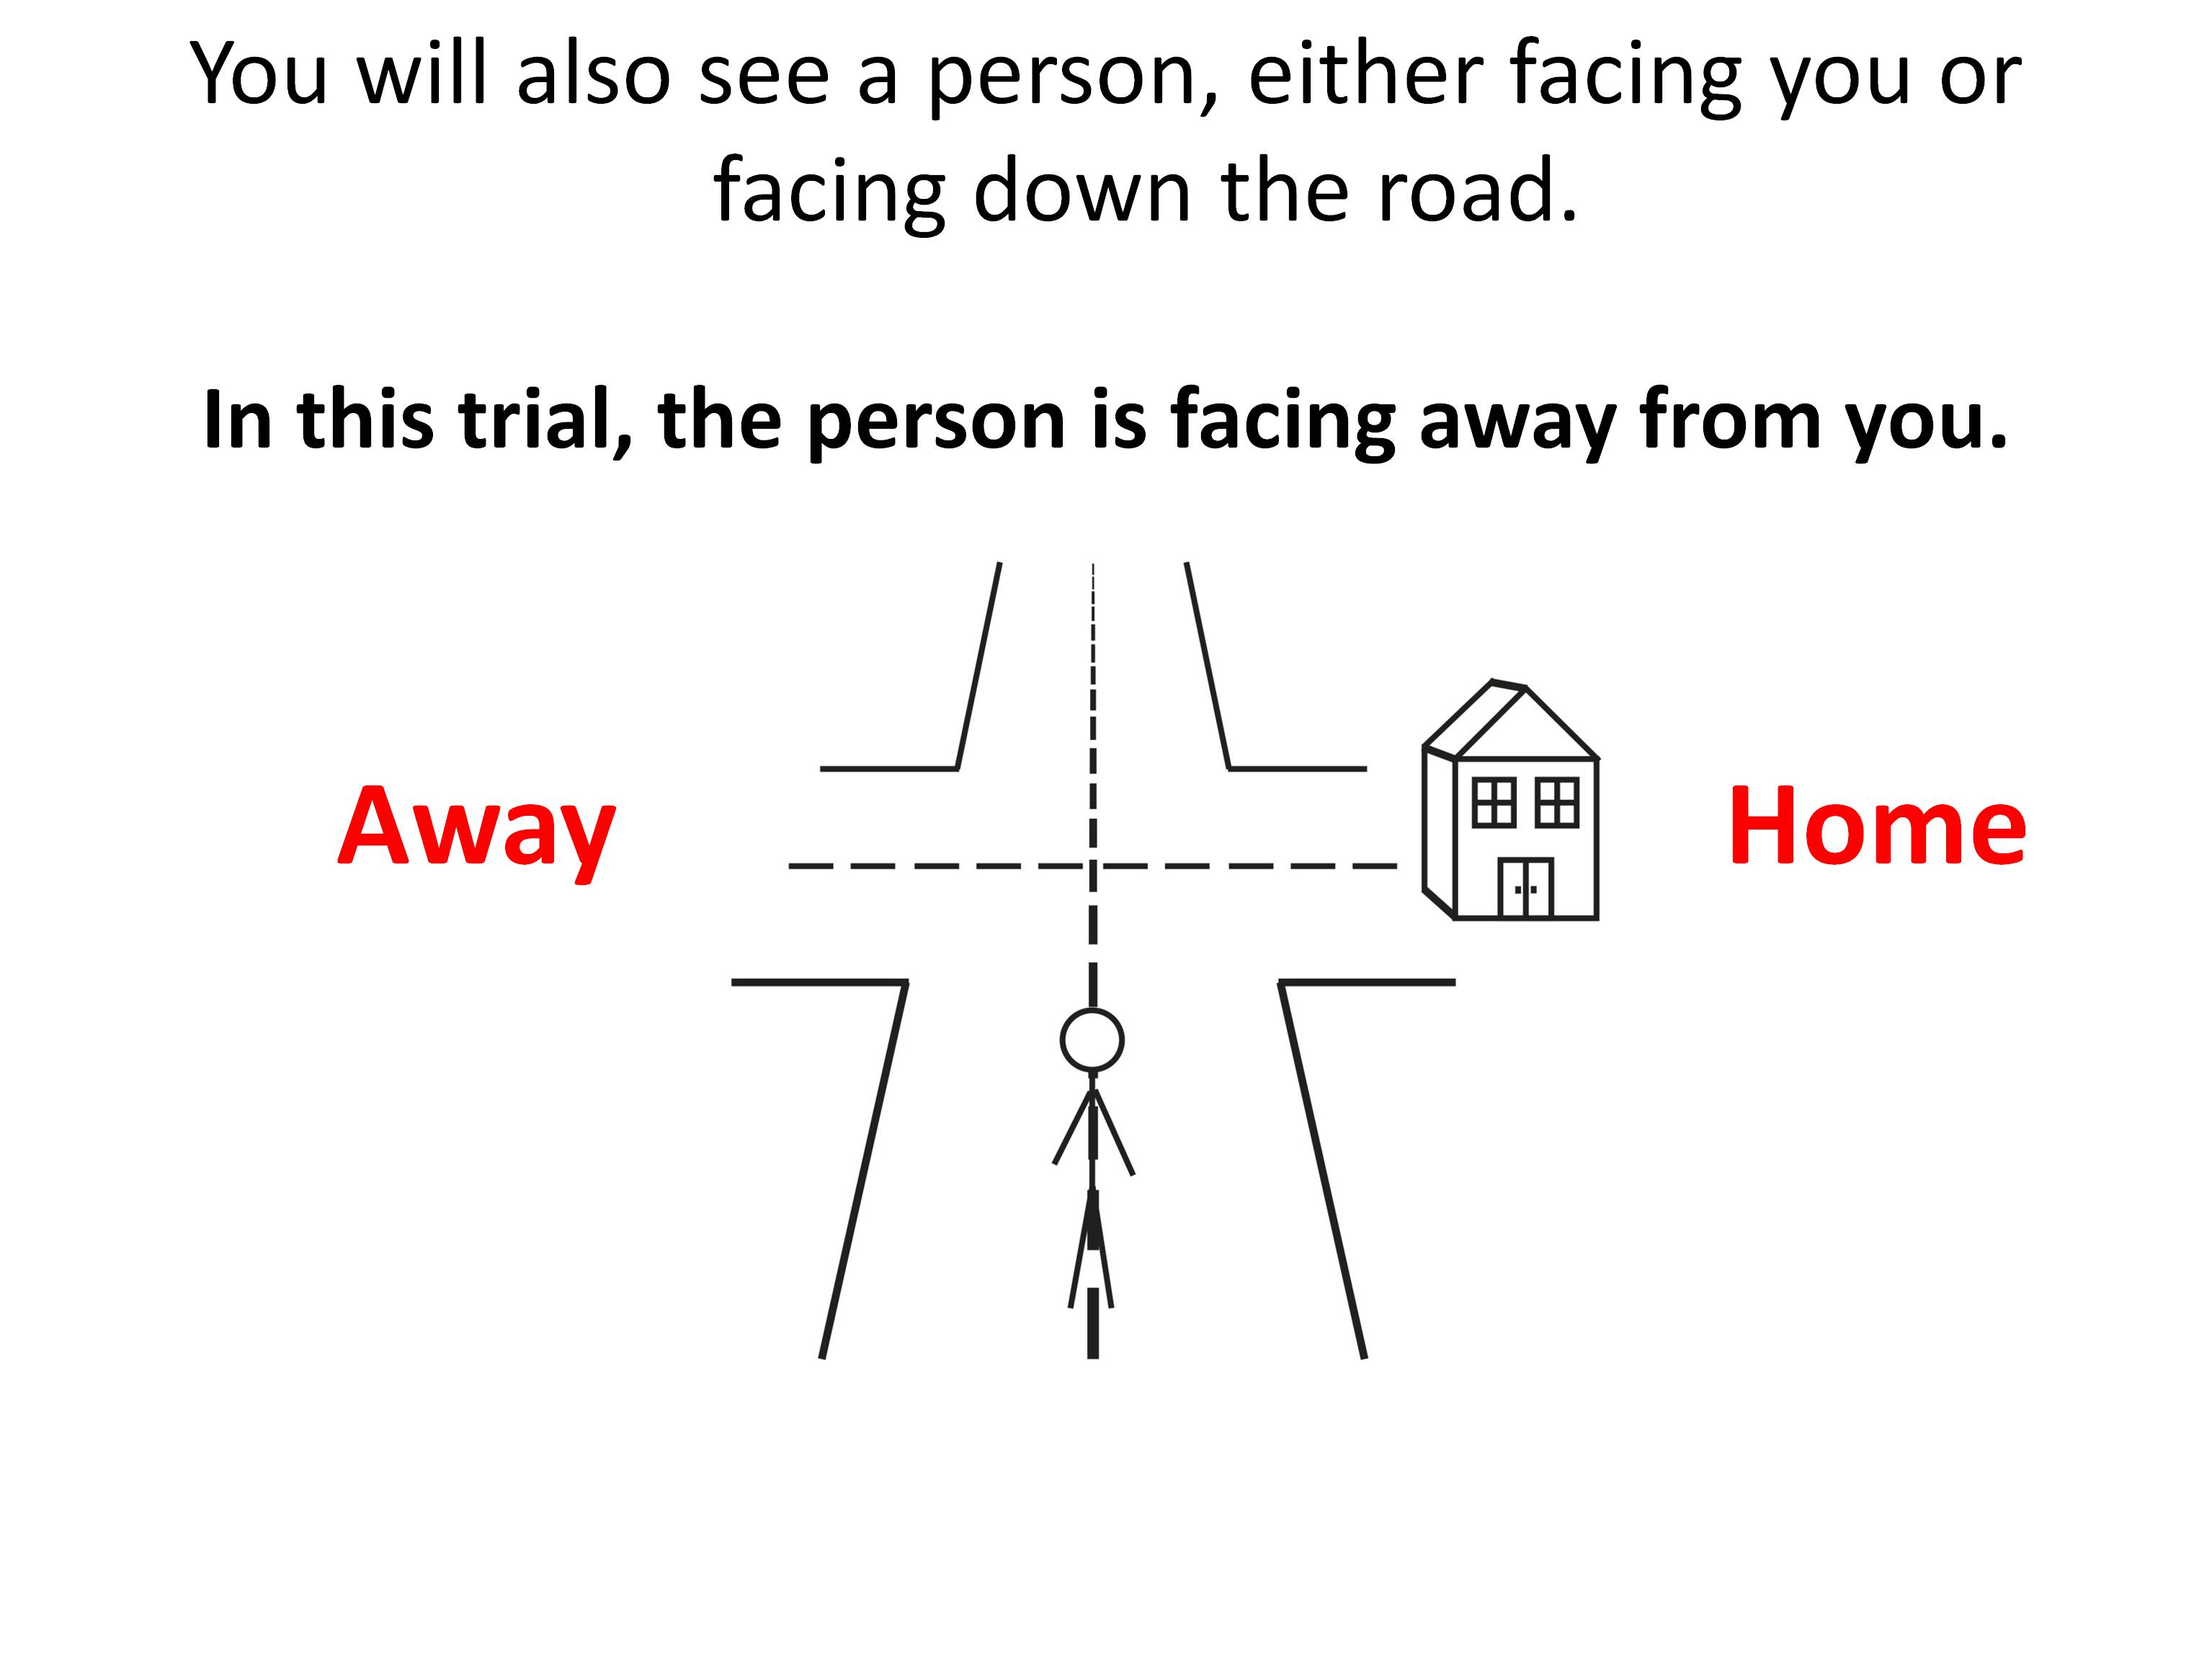 You will also see a person, either facing you or
facing down the road.
In this trial, the person is facing away from you.
Away
Home